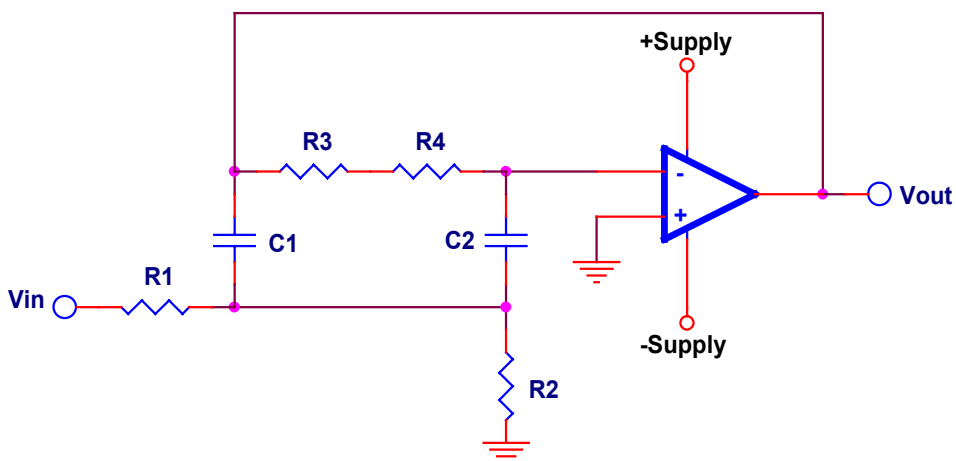 +Supply
R3
R4
-
+
Vout
C1
C2
R1
Vin
-Supply
R2